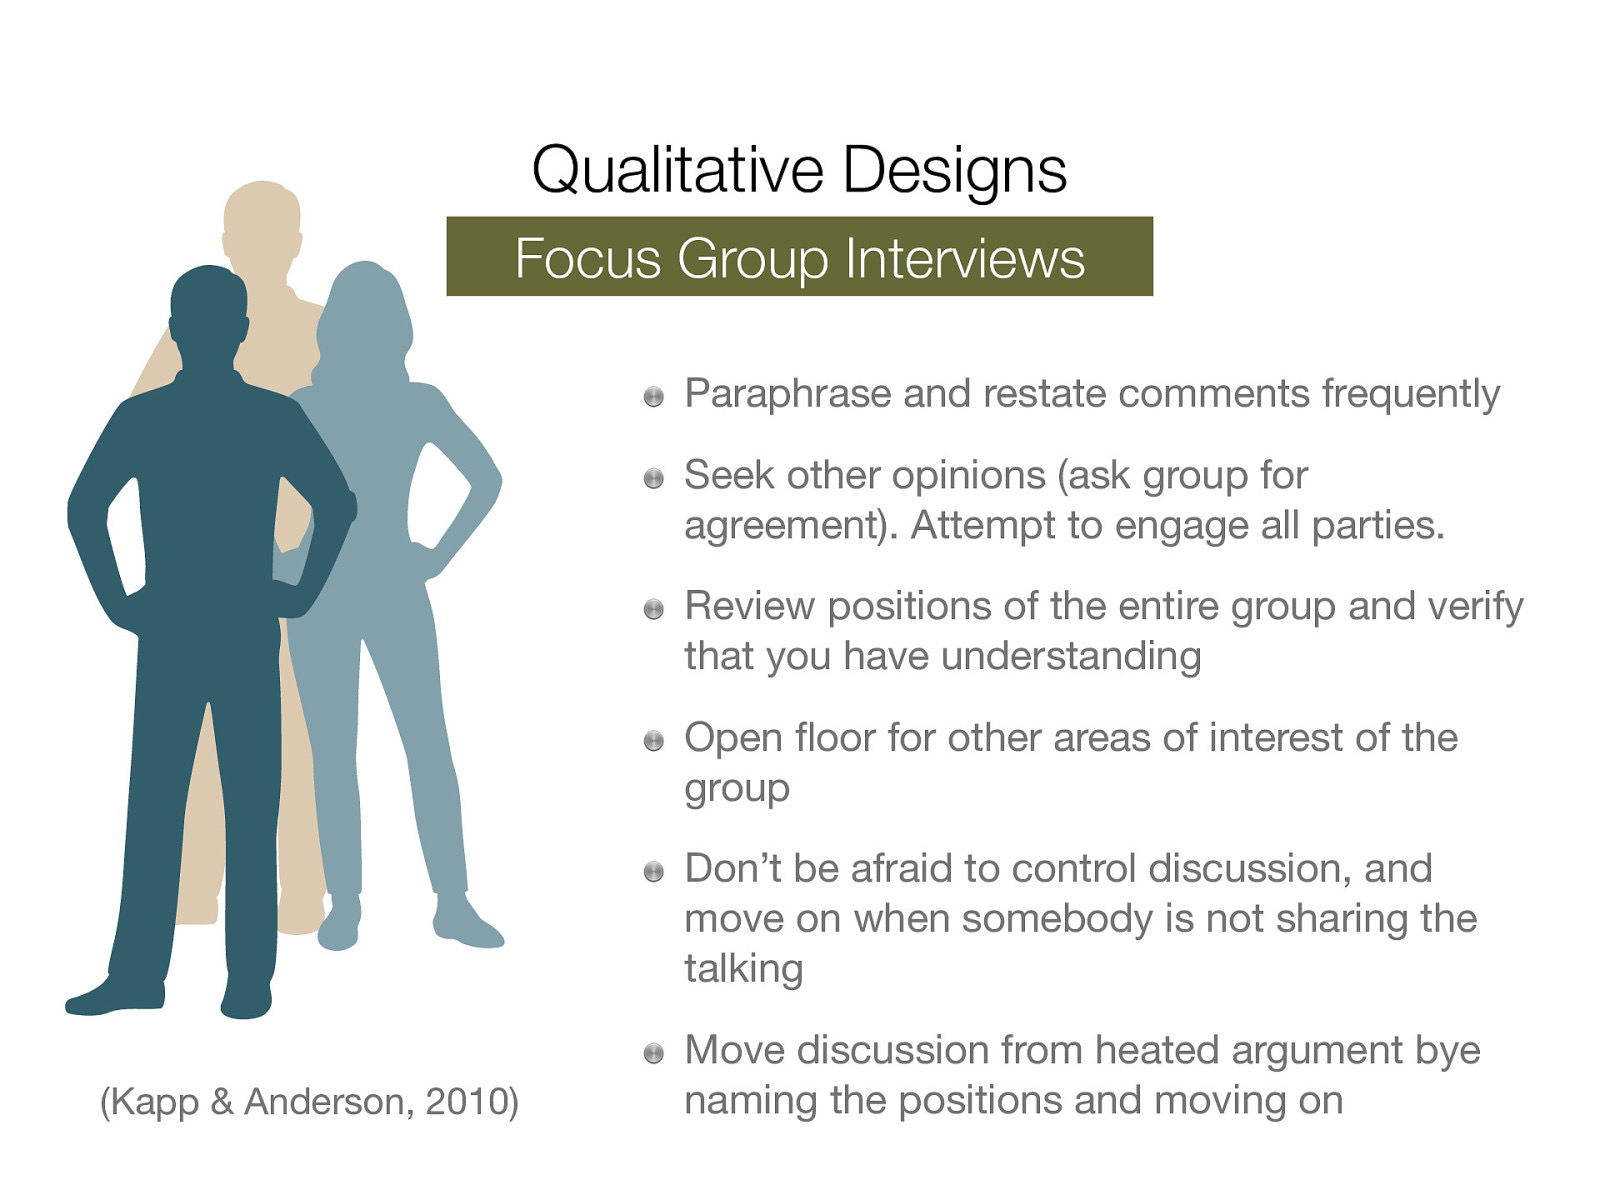 Qualitative Designs
Focus Group Interviews
Paraphrase and restate comments frequently
Seek other opinions (ask group for
agreement). Attempt to engage all parties.
Review positions of the entire group and verify
that you have understanding
Open floor for other areas of interest of the
group
Don’t be afraid to control discussion, and
move on when somebody is not sharing the
talking
Move discussion from heated argument bye
naming the positions and moving on
(Kapp & Anderson, 2010)